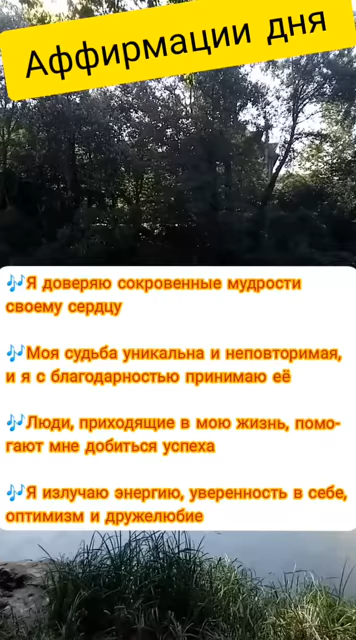 Аффирмации дня
🎶Я доверяю сокровенные мудрости
своему сердцу
🎶Моя судьба уникальна и неповторимая,
и я с благодарностью принимаю её
🎶Люди, приходящие в мою жизнь, помо-
гают мне добиться успеха
🎶Я излучаю энергию, уверенность в себе,
оптимизм и дружелюбие